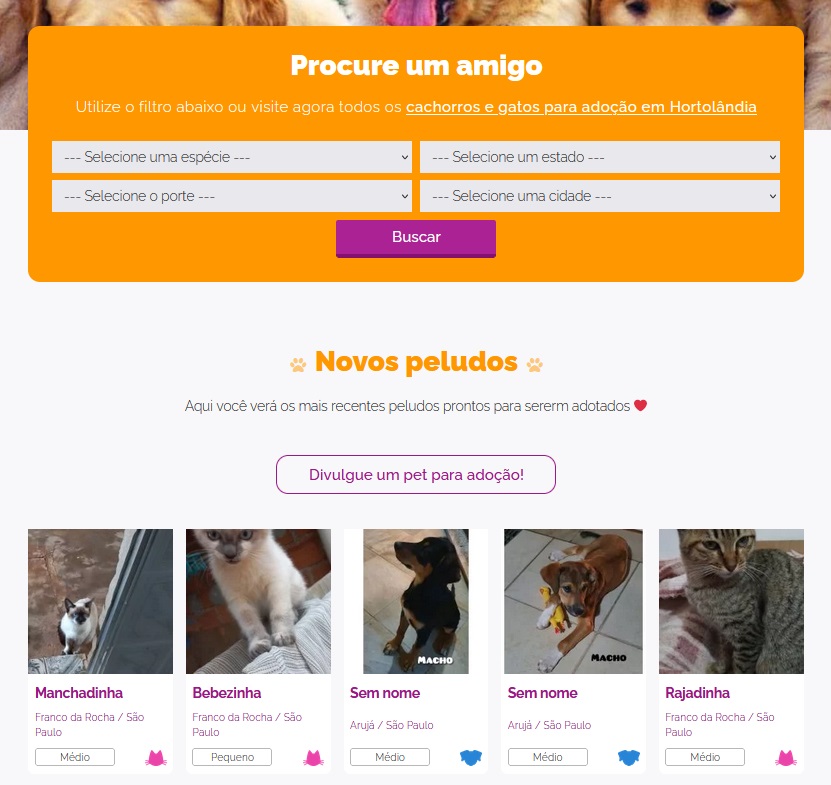 Procure um amigo
Utilize o filtro abaixo ou visite agora todos os cachorros e gatos para adoção em Hortolândia
--- Selecione uma espécie ---
--- Selecione um estado ---
--- Selecione o porte ---
--- Selecione uma cidade ---
Buscar
Novos peludos
Aqui você verá os mais recentes peludos prontos para sererm adotados
Divulgue um pet para adoção!
MACHO
MACHO
Manchadinha
Franco da Rocha / São
Paulo
Médio
Bebezinha
Franco da Rocha / São
Paulo
Pequeno
Sem nome
Arujá / São Paulo
Médio
Sem nome
Arujá / São Paulo
Médio
Rajadinha
Franco da Rocha / São
Paulo
Médio